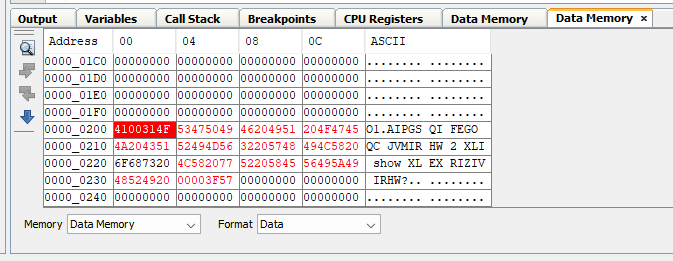 Output Variables Call Stack Breakpoints CPU Registers Data Memory Data Memory ×
Address 00 04 08 0C ASCII
0000_01C0 00000000 00000000 00000000 00000000 ........ ........
0000_01D0 00000000 00000000 00000000 00000000 ........ ........
0000_01E0 00000000 00000000 00000000 00000000 ........ ........
0000_01F0 00000000 00000000 00000000 00000000 ........ ........
0000_0200 4100314F 53475049 46204951 204F4745 O1.AIPGS QI FEGO
0000_0210 4A204351 52494D56 32205748 494C5820 QC JVMIR HW 2 XLI
0000_0220 6F687320 4C582077 52205845 56495A49 show XL EX RIZIV
0000_0230 48524920 00003F57 00000000 00000000 IRHW?.. ........
0000_0240 00000000 00000000 00000000 00000000 ........ ........
Memory Data Memory Format Data